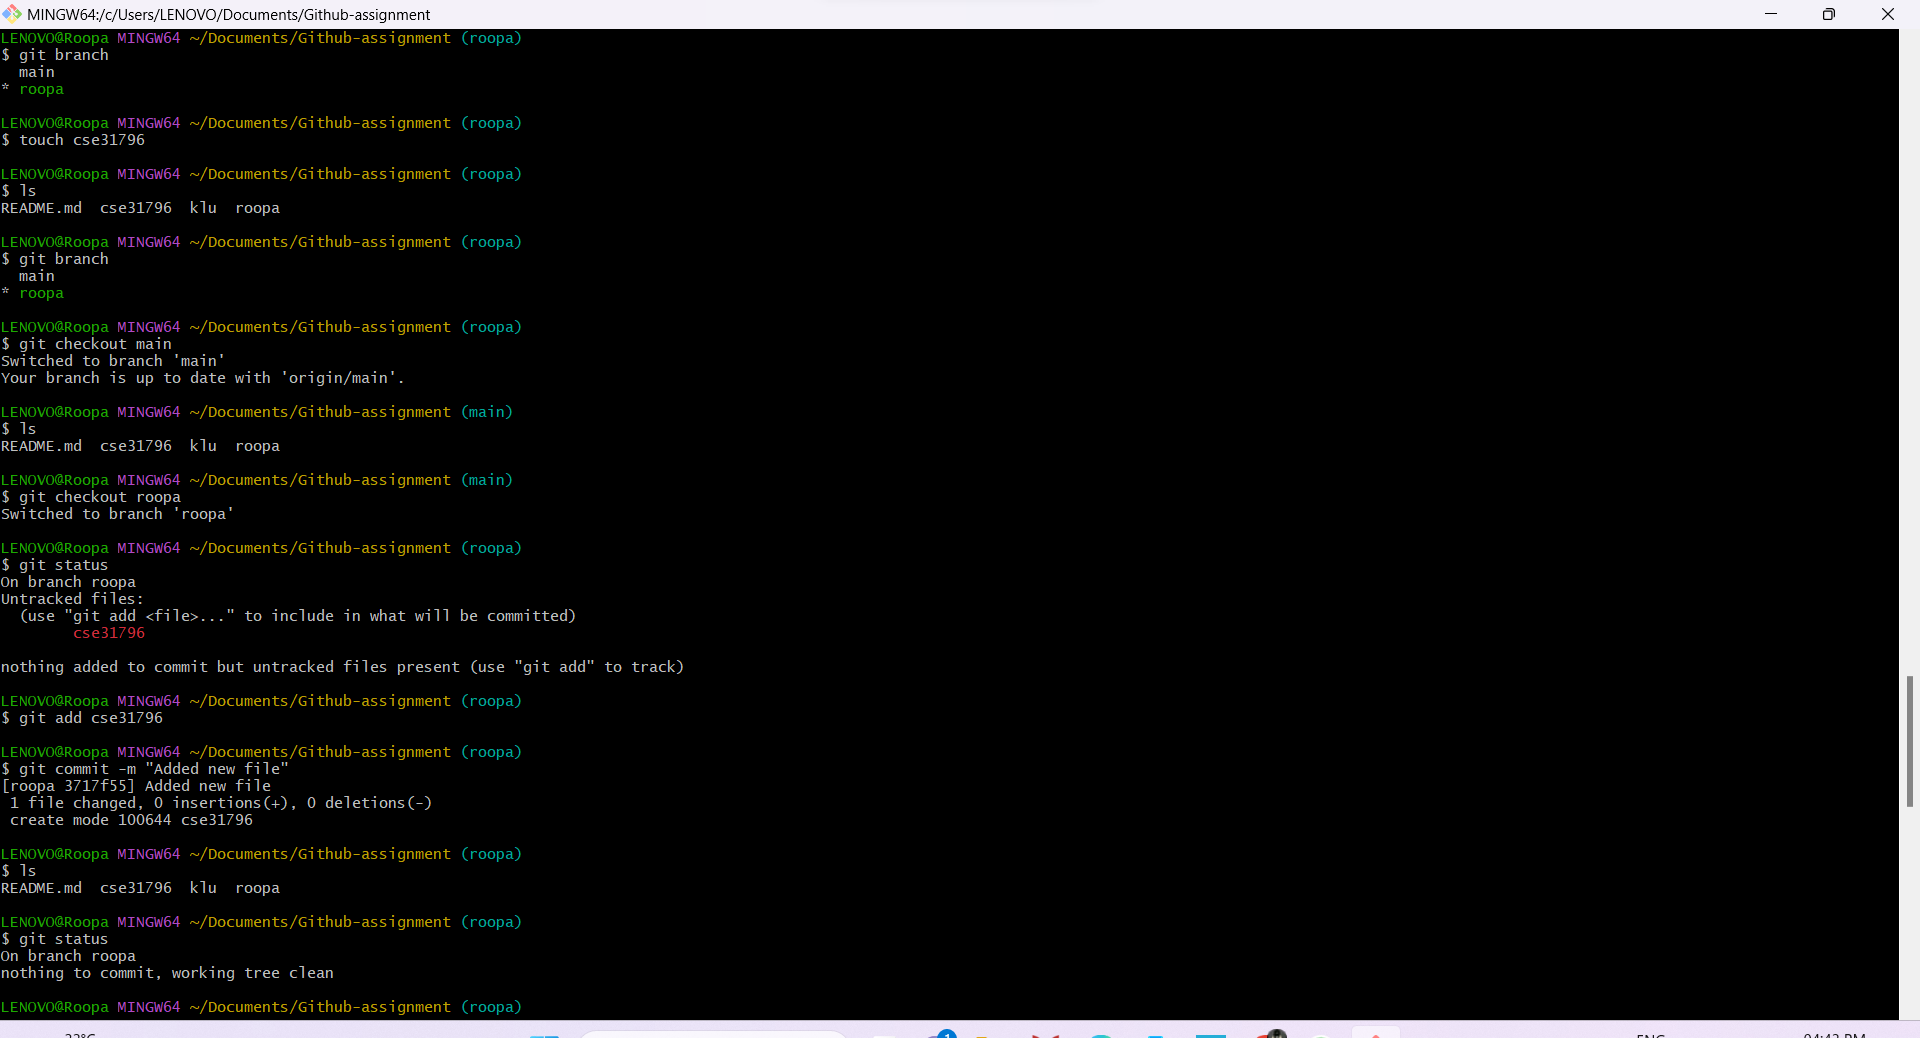 MINGW64:/c/Users/LENOVO/Documents/Github-assignment
LENOVO@Roopa MINGW64 ~/Documents/Github-assignment (roopa)
$ git branch
  main
* roopa

LENOVO@Roopa MINGW64 ~/Documents/Github-assignment (roopa)
$ touch cse31796

LENOVO@Roopa MINGW64 ~/Documents/Github-assignment (roopa)
$ ls
README.md  cse31796  klu  roopa

LENOVO@Roopa MINGW64 ~/Documents/Github-assignment (roopa)
$ git branch
  main
* roopa

LENOVO@Roopa MINGW64 ~/Documents/Github-assignment (roopa)
$ git checkout main
Switched to branch 'main'
Your branch is up to date with 'origin/main'.

LENOVO@Roopa MINGW64 ~/Documents/Github-assignment (main)
$ ls
README.md  cse31796  klu  roopa

LENOVO@Roopa MINGW64 ~/Documents/Github-assignment (main)
$ git checkout roopa
Switched to branch 'roopa'

LENOVO@Roopa MINGW64 ~/Documents/Github-assignment (roopa)
$ git status
On branch roopa
Untracked files:
  (use "git add <file>..." to include in what will be committed)
        cse31796

nothing added to commit but untracked files present (use "git add" to track)

LENOVO@Roopa MINGW64 ~/Documents/Github-assignment (roopa)
$ git add cse31796

LENOVO@Roopa MINGW64 ~/Documents/Github-assignment (roopa)
$ git commit -m "Added new file"
[roopa 3717f55] Added new file
 1 file changed, 0 insertions(+), 0 deletions(-)
 create mode 100644 cse31796

LENOVO@Roopa MINGW64 ~/Documents/Github-assignment (roopa)
$ ls
README.md  cse31796  klu  roopa

LENOVO@Roopa MINGW64 ~/Documents/Github-assignment (roopa)
$ git status
On branch roopa
nothing to commit, working tree clean

LENOVO@Roopa MINGW64 ~/Documents/Github-assignment (roopa)